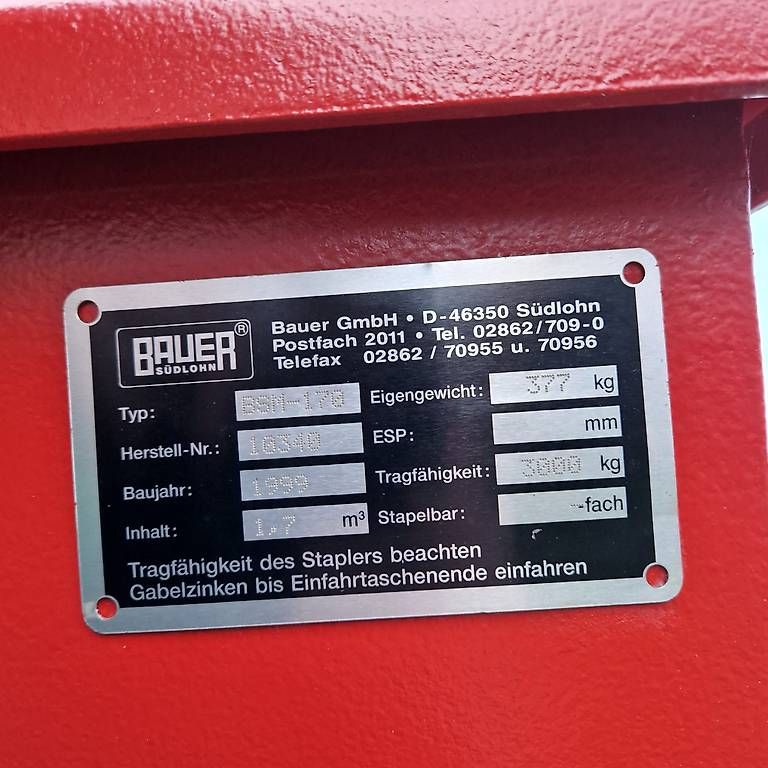 BAUER®
SÜDLOHN
Bauer GmbH • D-46350 Südlohn
Postfach 2011 • Tel. 02862/709-0
Telefax 02862 / 70955 u. 70956
Typ: BSM-170
Eigengewicht: 377 kg
Herstell-Nr.: 10340
ESP: mm
Baujahr: 1999
Tragfähigkeit: 3000 kg
Inhalt: 1,7 m³
Stapelbar: -fach
Tragfähigkeit des Staplers beachten
Gabelzinken bis Einfahrtaschenende einfahren